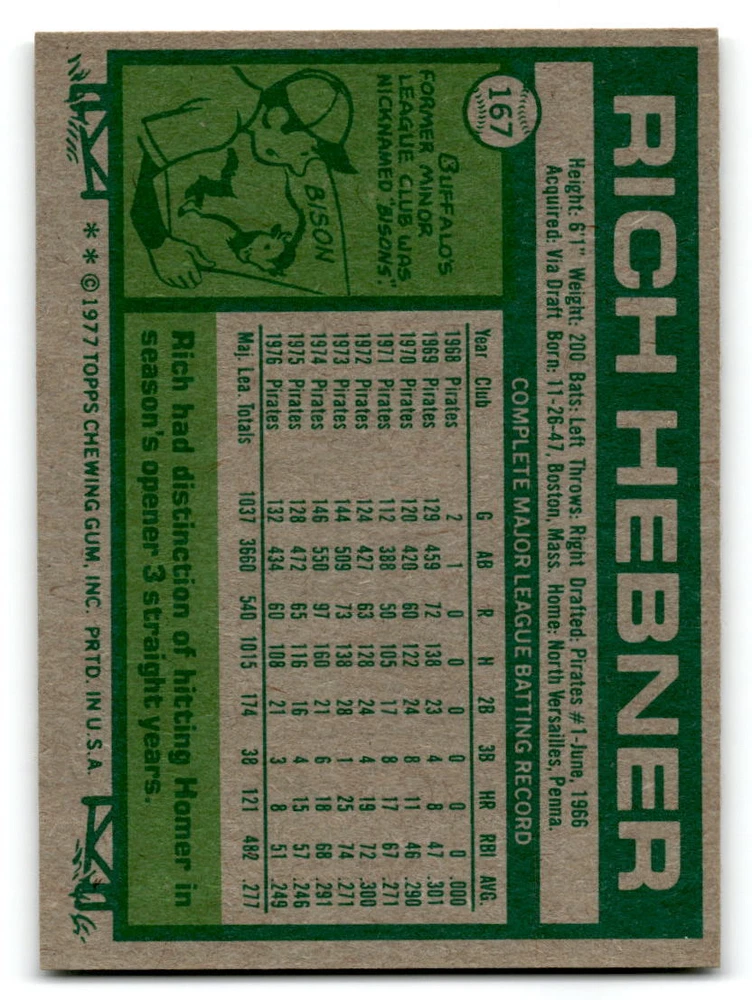 RICH HEBNER
167
Height: 6'1" Weight: 200 Bats: Left Throws: Right Drafted: Pirates #1-June, 1966
Acquired: Via Draft Born: 11-26-47, Boston, Mass. Home: North Versailles, Penna.
BUFFALO'S
FORMER MINOR
LEAGUE CLUB WAS
NICKNAMED "BISONS."
BISON
COMPLETE MAJOR LEAGUE BATTING RECORD
Year Club G AB R H 2B 3B HR RBI AVG.
1968 Pirates 2 1 0 0 0 0 0 0 .000
1969 Pirates 129 459 72 138 23 4 8 47 .301
1970 Pirates 120 420 60 122 24 8 11 46 .290
1971 Pirates 112 388 50 105 17 8 17 67 .271
1972 Pirates 124 427 63 128 24 4 19 72 .300
1973 Pirates 144 509 73 138 28 1 25 74 .271
1974 Pirates 146 550 97 160 21 6 18 68 .291
1975 Pirates 128 472 65 116 16 4 15 57 .246
1976 Pirates 132 434 60 108 21 3 8 51 .249
Maj. Lea. Totals 1037 3660 540 1015 174 38 121 482 .277
Rich had distinction of hitting Homer in
season's opener 3 straight years.
* * © 1977 TOPPS CHEWING GUM, INC. PRTD. IN U.S.A.